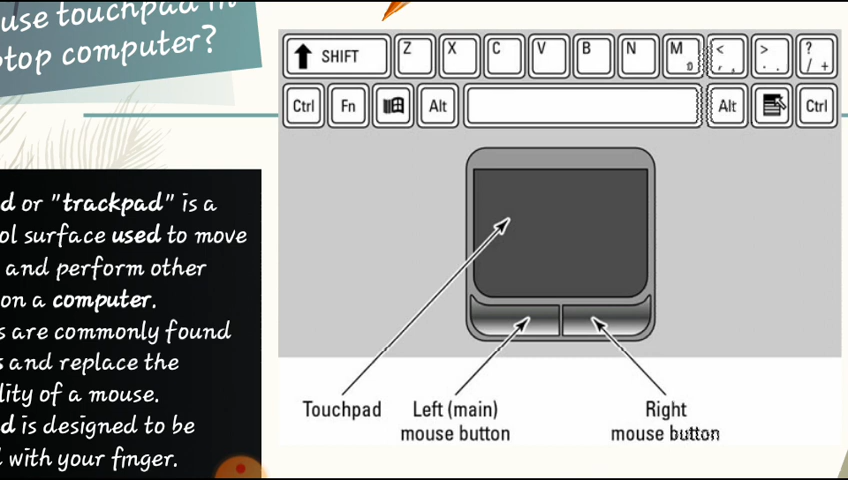 use touchpad in
ptop computer?
d or "trackpad" is a
ol surface used to move
and perform other
on a computer.
s are commonly found
s and replace the
lity of a mouse.
d is designed to be
with your finger.
SHIFT Z X C V B N M < > ? / +
Ctrl Fn Alt Alt Ctrl
Touchpad
Left (main)
mouse button
Right
mouse button